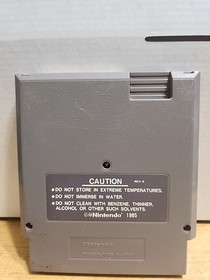 CAUTION
• DO NOT STORE IN EXTREME TEMPERATURES.
• DO NOT IMMERSE IN WATER.
• DO NOT CLEAN WITH BENZENE, THINNER,
ALCOHOL OR OTHER SUCH SOLVENTS.
©Nintendo 1985